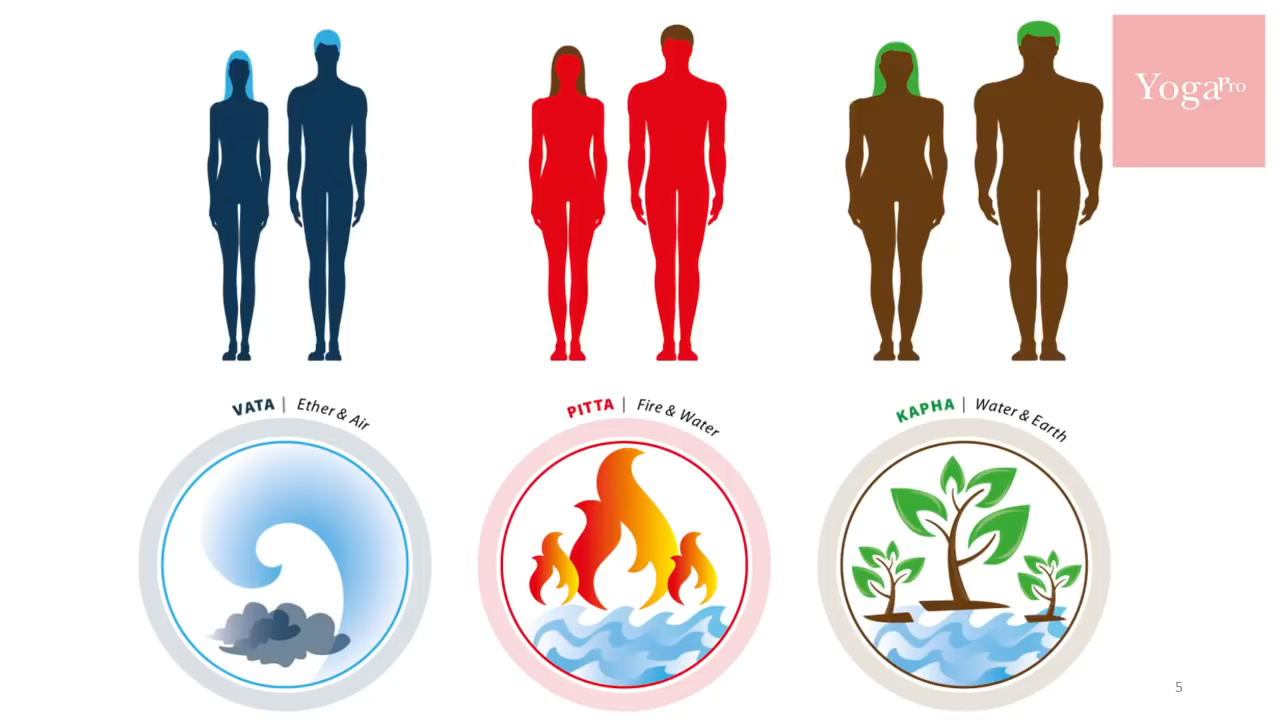 YogaPro
VATA | Ether & Air
PITTA | Fire & Water
KAPHA | Water & Earth
5